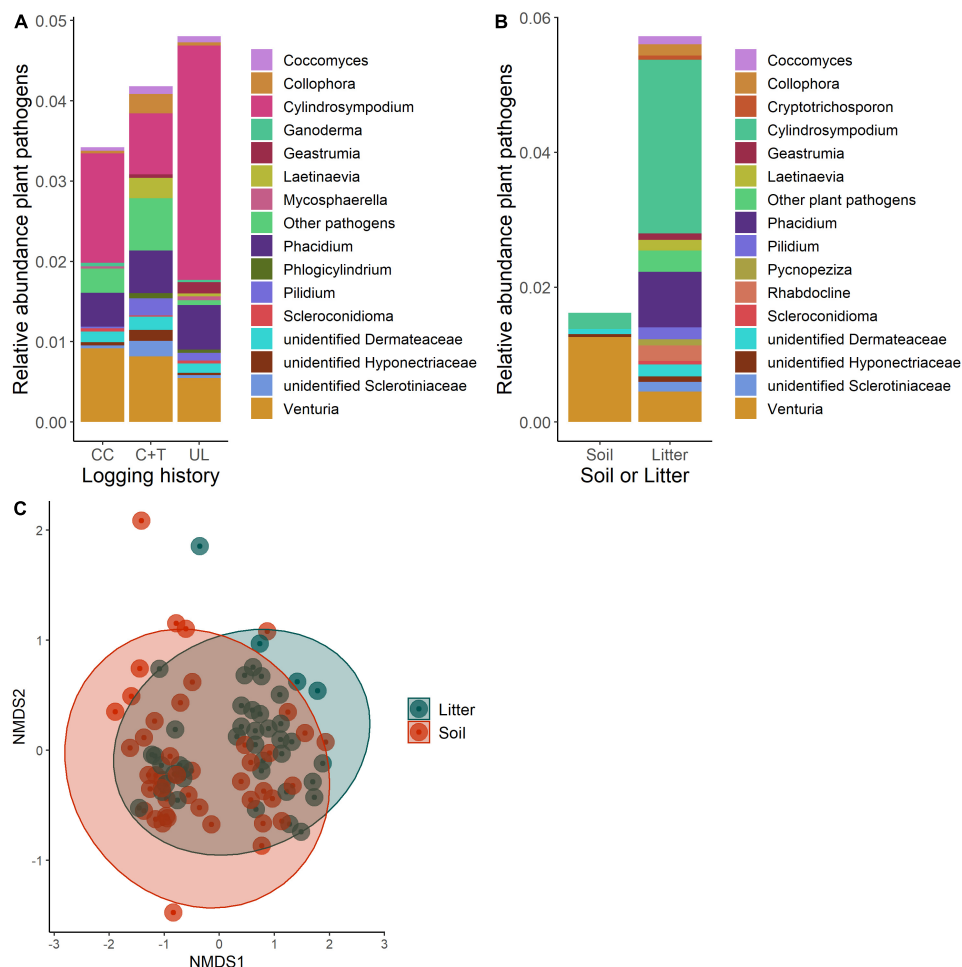 A
Relative abundance plant pathogens
0.05
0.04
0.03
0.02
0.01
0.00
CC C+T UL
Logging history
Coccomyces
Collophora
Cylindrosympodium
Ganoderma
Geastrumia
Laetinaevia
Mycosphaerella
Other pathogens
Phacidium
Phlogicylindrium
Pilidium
Scleroconidioma
unidentified Dermateaceae
unidentified Hyponectriaceae
unidentified Sclerotiniaceae
Venturia
B
Relative abundance plant pathogens
0.06
0.04
0.02
0.00
Soil Litter
Soil or Litter
Coccomyces
Collophora
Cryptotrichosporon
Cylindrosympodium
Geastrumia
Laetinaevia
Other plant pathogens
Phacidium
Pilidium
Pycnopeziza
Rhabdocline
Scleroconidioma
unidentified Dermateaceae
unidentified Hyponectriaceae
unidentified Sclerotiniaceae
Venturia
C
NMDS2
2
1
0
-1
-3 -2 -1 0 1 2 3
NMDS1
Litter
Soil